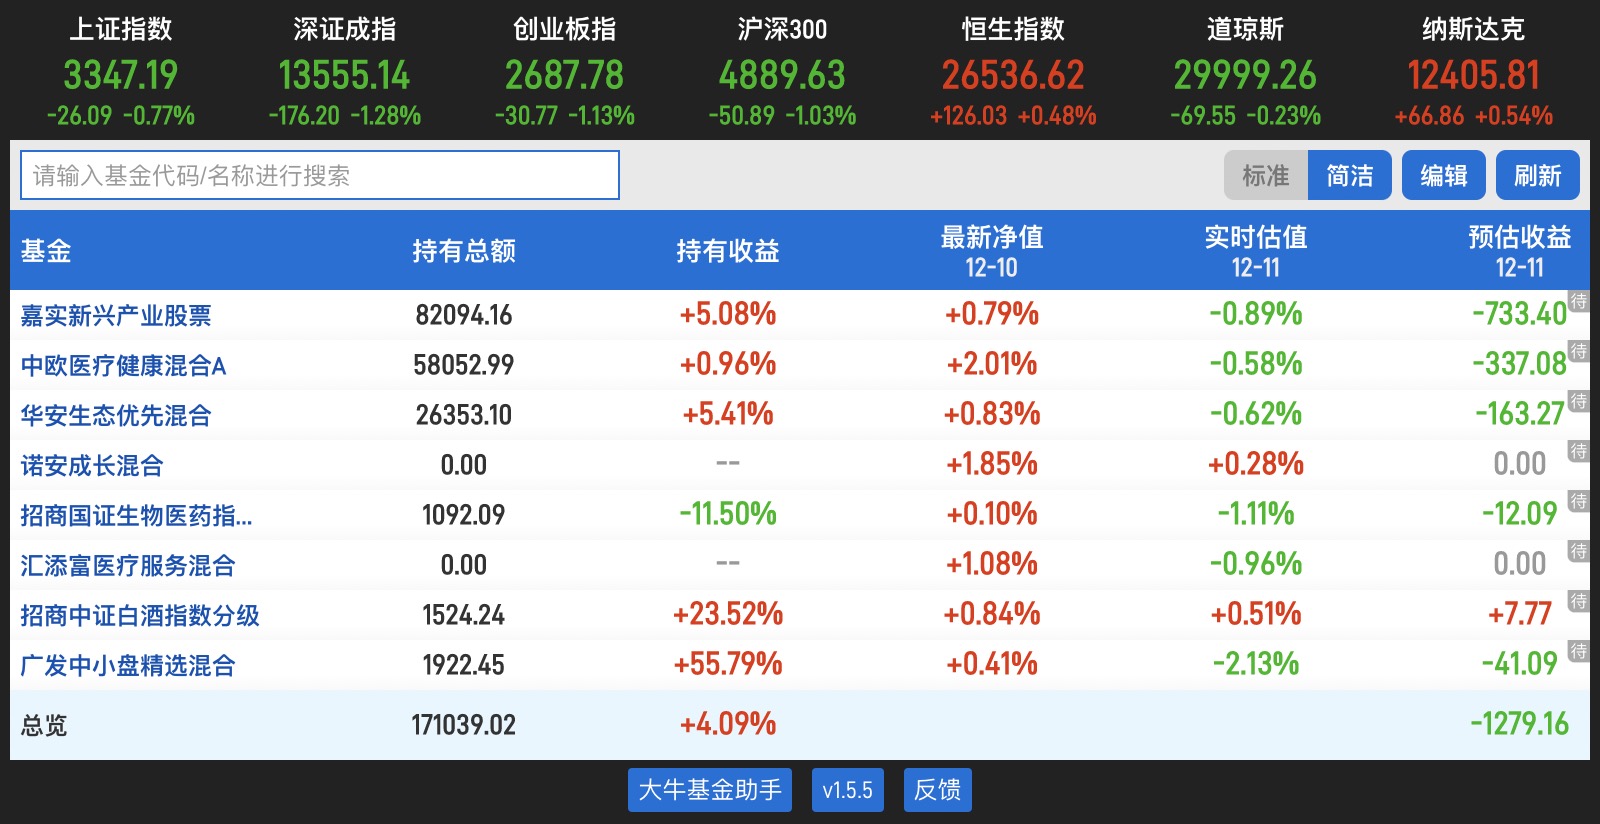 上证指数 深证成指 创业板指 沪深300 恒生指数 道琼斯 纳斯达克
3347.19 13555.14 2687.78 4889.63 26536.62 29999.26 12405.81
-26.09 -0.77% -176.20 -1.28% -30.77 -1.13% -50.89 -1.03% +126.03 +0.48% -69.55 -0.23% +66.86 +0.54%
请输入基金代码/名称进行搜索 标准 简洁 编辑 刷新
基金 持有总额 持有收益 最新净值 实时估值 预估收益
12-10 12-11 12-11
嘉实新兴产业股票 82094.16 +5.08% +0.79% -0.89% -733.40 待
中欧医疗健康混合A 58052.99 +0.96% +2.01% -0.58% -337.08 待
华安生态优先混合 26353.10 +5.41% +0.83% -0.62% -163.27 待
诺安成长混合 0.00 -- +1.85% +0.28% 0.00 待
招商国证生物医药指... 1092.09 -11.50% +0.10% -1.11% -12.09 待
汇添富医疗服务混合 0.00 -- +1.08% -0.96% 0.00 待
招商中证白酒指数分级 1524.24 +23.52% +0.84% +0.51% +7.77 待
广发中小盘精选混合 1922.45 +55.79% +0.41% -2.13% -41.09 待
总览 171039.02 +4.09% -1279.16
大牛基金助手 v1.5.5 反馈